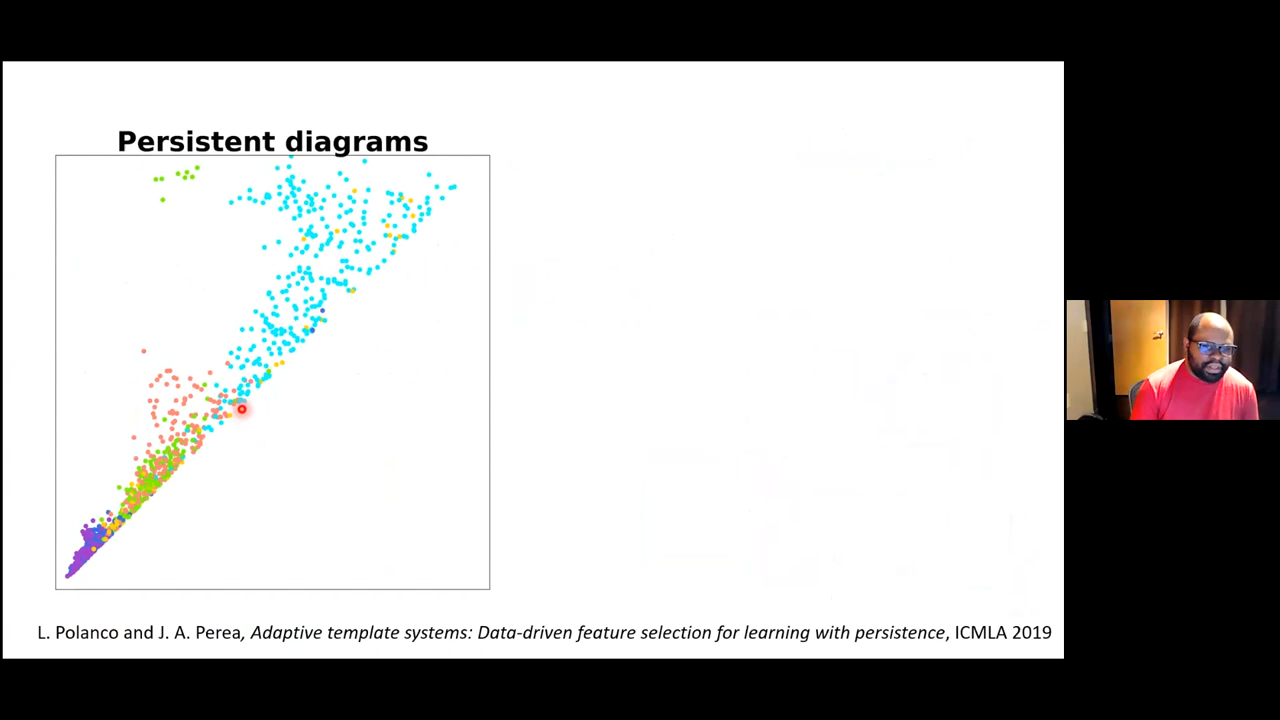 Persistent diagrams
L. Polanco and J. A. Perea, Adaptive template systems: Data-driven feature selection for learning with persistence, ICMLA 2019